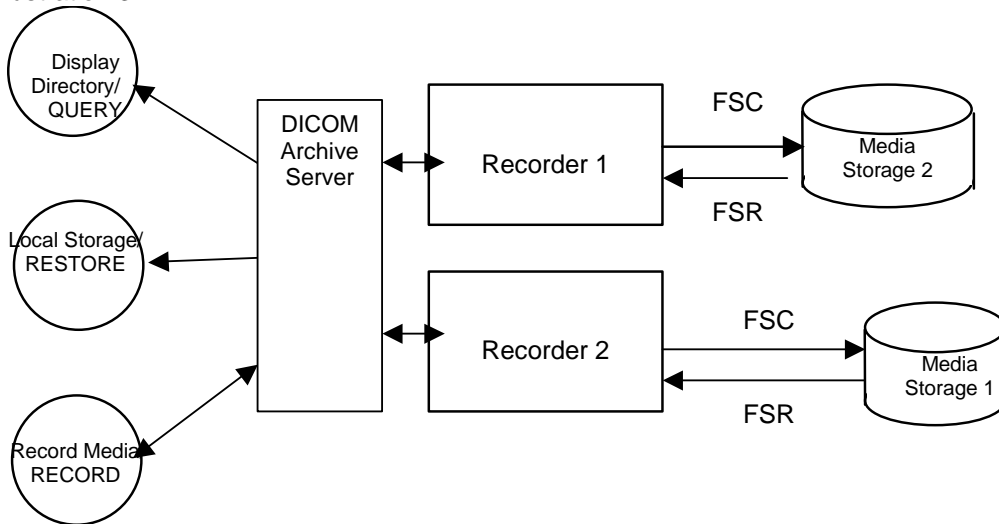 Display
Directory/
QUERY
DICOM
Archive
Server
Recorder 1
FSC
FSR
Media
Storage 2
Local Storage/
RESTORE
Recorder 2
FSC
FSR
Media
Storage 1
Record Media
RECORD